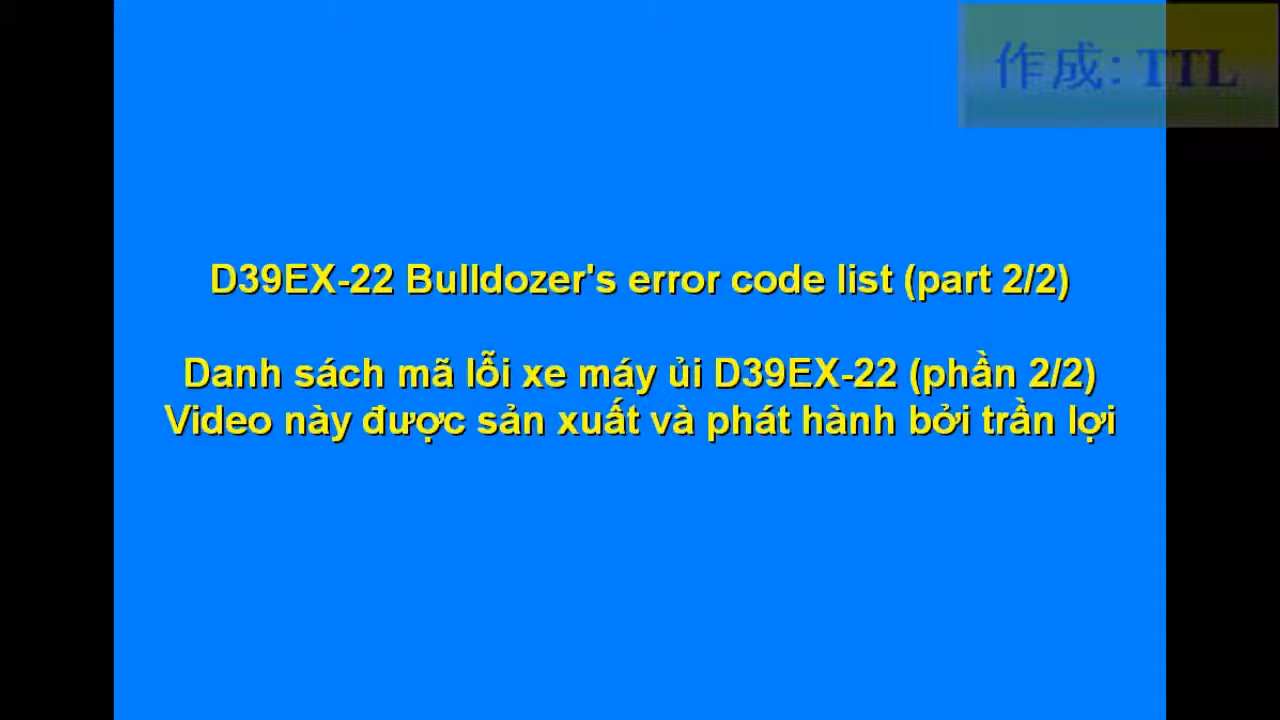 作成: TTL
D39EX-22 Bulldozer's error code list (part 2/2)
Danh sách mã lỗi xe máy ủi D39EX-22 (phần 2/2)
Video này được sản xuất và phát hành bởi trần lợi